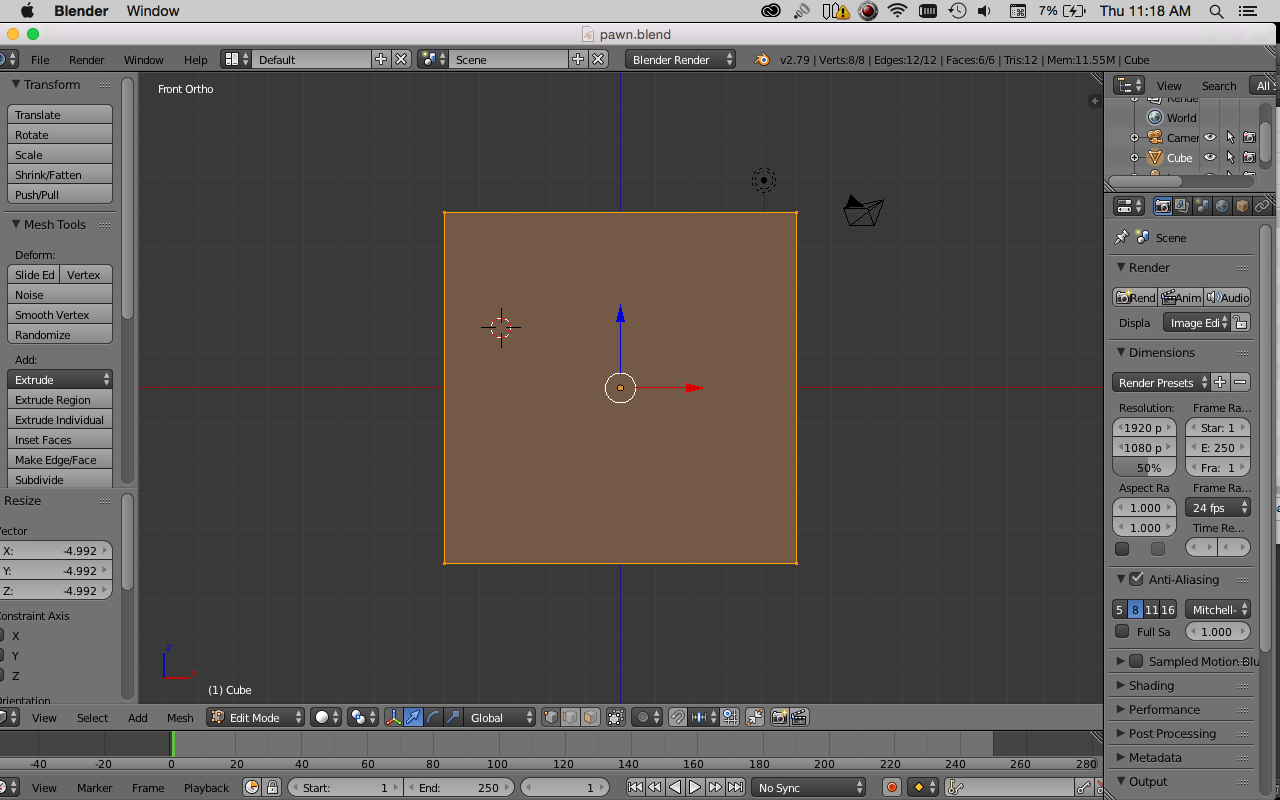 Blender Window 7% Thu 11:18 AM
pawn.blend
File Render Window Help Default Scene Blender Render v2.79 | Verts:8/8 | Edges:12/12 | Faces:6/6 | Tris:12 | Mem:11.55M | Cube
Transform
Translate
Rotate
Scale
Shrink/Fatten
Push/Pull
Mesh Tools
Deform:
Slide Ed Vertex
Noise
Smooth Vertex
Randomize
Add:
Extrude
Extrude Region
Extrude Individual
Inset Faces
Make Edge/Face
Subdivide
Resize
Vector
X: -4.992
Y: -4.992
Z: -4.992
Constraint Axis
X
Y
Z
Orientation
Front Ortho
z
(1) Cube
View Select Add Mesh Edit Mode Global
-40 -20 0 20 40 60 80 100 120 140 160 180 200 220 240 260 280
View Marker Frame Playback Start: 1 End: 250 1 No Sync
View Search All
Rende
World
Camer
Cube
Scene
Render
Rend Anim Audio
Displa Image Edi
Dimensions
Render Presets
Resolution: Frame Ra...
1920 p Star: 1
1080 p E: 250
50% Fra: 1
Aspect Ra Frame Ra...
1.000 24 fps
1.000 Time Re...
Anti-Aliasing
5 8 11 16 Mitchell-
Full Sa 1.000
Sampled Motion Blu
Shading
Performance
Post Processing
Metadata
Output